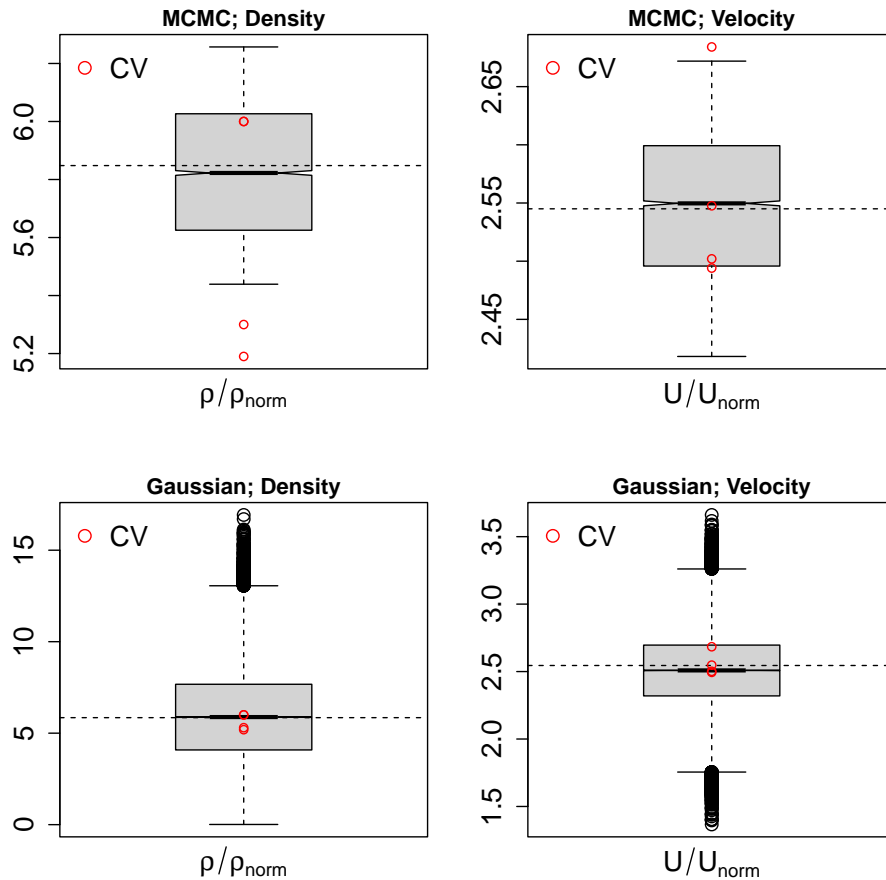 MCMC; Density
CV
6.0
5.6
5.2
ρ/ρnorm
MCMC; Velocity
CV
2.65
2.55
2.45
U/Unorm
Gaussian; Density
CV
15
10
5
0
ρ/ρnorm
Gaussian; Velocity
CV
3.5
3.0
2.5
2.0
1.5
U/Unorm